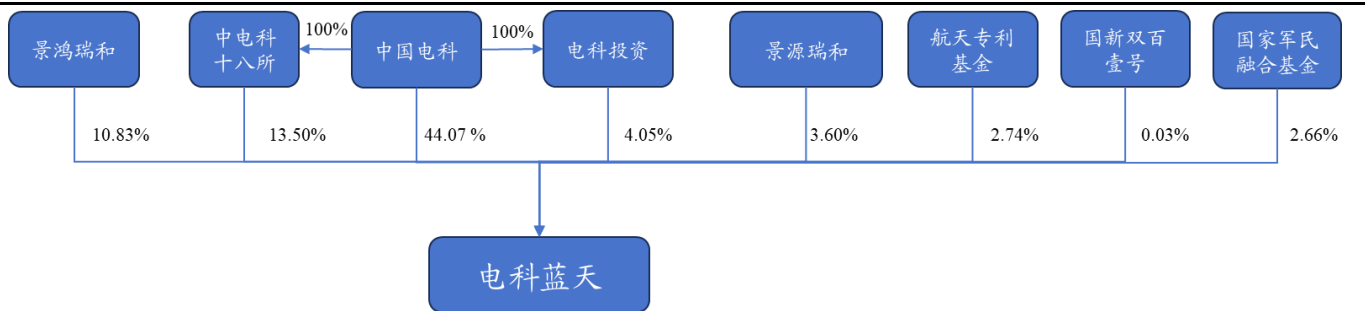 景鸿瑞和
中电科
十八所
100%
中国电科
100%
电科投资
景源瑞和
航天专利
基金
国新双百
壹号
国家军民
融合基金
10.83%
13.50%
44.07 %
4.05%
3.60%
2.74%
0.03%
2.66%
电科蓝天